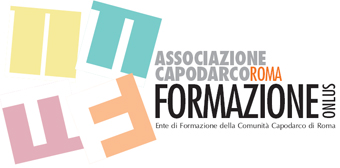 ASSOCIAZIONE
CAPODARCOROMA
FORMAZIONE ONLUS
Ente di Formazione della Comunità Capodarco di Roma